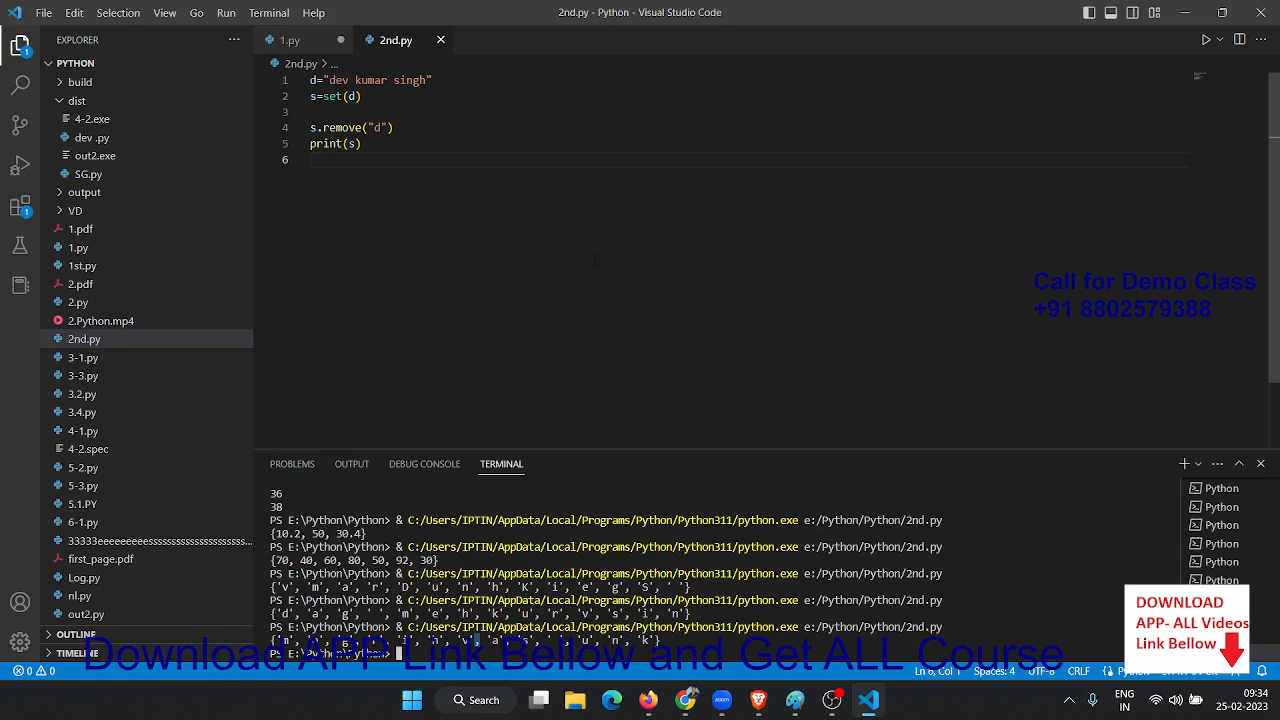 File Edit Selection View Go Run Terminal Help
2nd.py - Python - Visual Studio Code
EXPLORER
1.py
2nd.py
PYTHON
2nd.py > ...
build
dist
4-2.exe
dev .py
out2.exe
SG.py
output
VD
1.pdf
1.py
1st.py
2.pdf
2.py
2.Python.mp4
2nd.py
3-1.py
3-3.py
3.2.py
3.4.py
4-1.py
4-2.spec
5-2.py
5-3.py
5.1.PY
6-1.py
first_page.pdf
Log.py
nl.py
out2.py
OUTLINE
TIMELINE
1 d="dev kumar singh"
2 s=set(d)
3
4 s.remove("d")
5 print(s)
6
Call for Demo Class
+91 8802579388
PROBLEMS OUTPUT DEBUG CONSOLE TERMINAL
36
38
PS E:\Python\Python> & C:/Users/IPTIN/AppData/Local/Programs/Python/Python311/python.exe e:/Python/Python/2nd.py
{10.2, 50, 30.4}
PS E:\Python\Python> & C:/Users/IPTIN/AppData/Local/Programs/Python/Python311/python.exe e:/Python/Python/2nd.py
{70, 40, 60, 80, 50, 92, 30}
PS E:\Python\Python> & C:/Users/IPTIN/AppData/Local/Programs/Python/Python311/python.exe e:/Python/Python/2nd.py
{'v', 'm', 'a', 'r', 'D', 'u', 'n', 'h', 'K', 'i', 'e', 'g', 'S', ' '}
PS E:\Python\Python> & C:/Users/IPTIN/AppData/Local/Programs/Python/Python311/python.exe e:/Python/Python/2nd.py
{'d', 'a', 'g', ' ', 'm', 'e', 'h', 'k', 'u', 'r', 'v', 's', 'i', 'n'}
PS E:\Python\Python> & C:/Users/IPTIN/AppData/Local/Programs/Python/Python311/python.exe e:/Python/Python/2nd.py
PS E:\Python\Python>
Python
Python
Python
Python
Python
Python
DOWNLOAD
APP- ALL Videos
Link Bellow
Download APP Link Bellow and Get ALL Course
0 0
Ln 6, Col 1 Spaces: 4 UTF-8 CRLF Python
Search
ENG
IN
09:34
25-02-2023